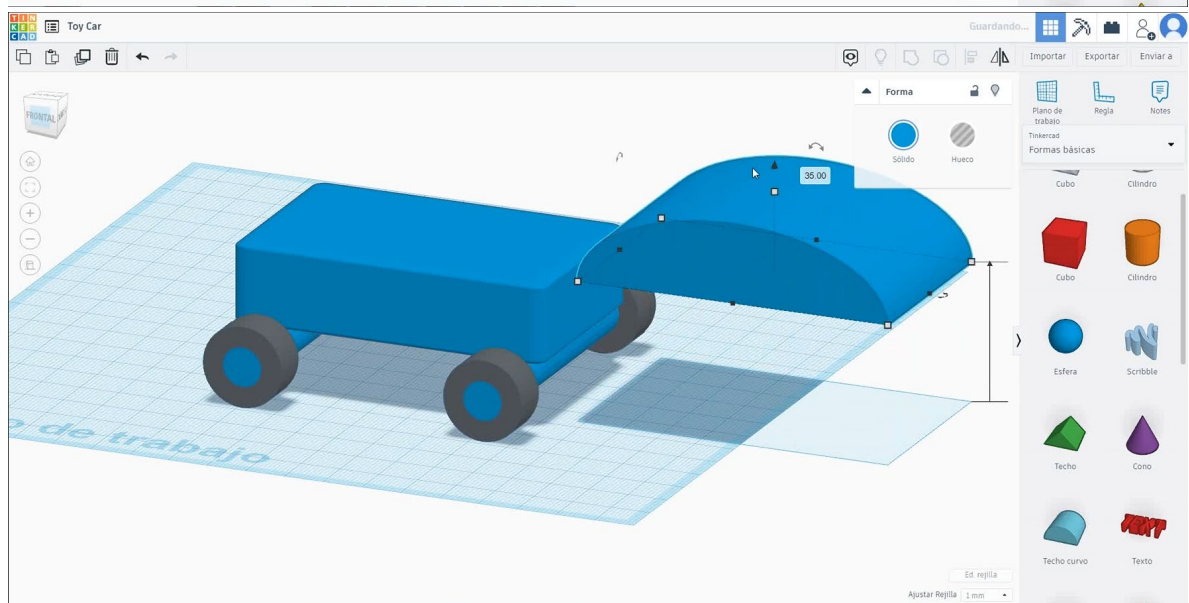 TIN
KER
CAD
Toy Car
Guardando...
Importar
Exportar
Enviar a
FRONTAL
Forma
Sólido
Hueco
35.00
Plano de
trabajo
Regla
Notes
Tinkercad
Formas básicas
Cubo
Cilindro
Cubo
Cilindro
Esfera
Scribble
Techo
Cono
TEXT
Techo curvo
Texto
o de trabajo
Ed. rejilla
Ajustar Rejilla
1 mm